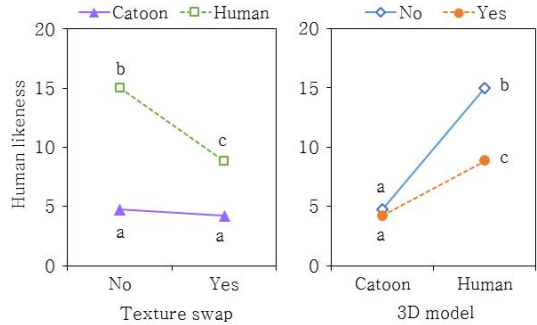 Catoon Human
20
15
10
5
0
Human likeness
b
c
a
a
No Yes
Texture swap
No Yes
20
15
10
5
0
a
a
b
c
Catoon Human
3D model